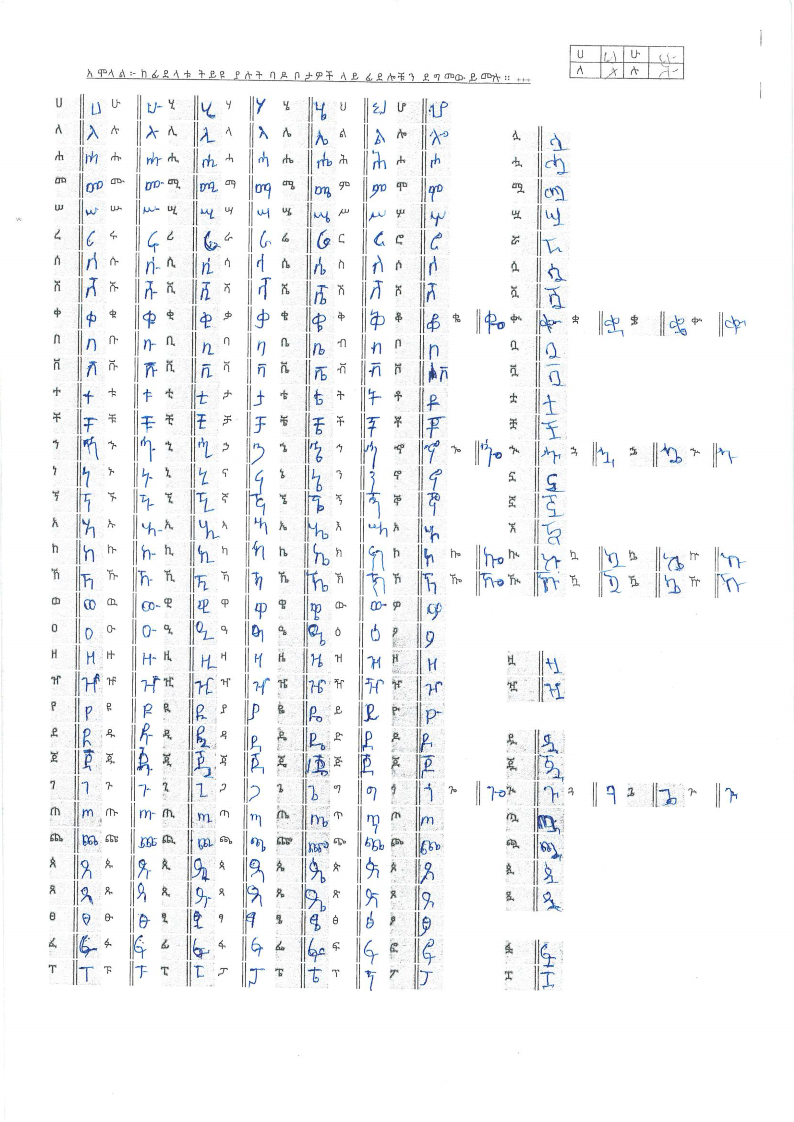 ሀ ሀ ሁ ሁ
ለ ለ ሉ ሉ
አሞላል፡- ከፊደላቱ ትይዩ ያሉት ባዶ ቦታዎች ላይ ፊደሎቹን ደግመው ይሙሉ። ...
ሀ ሀ ሁ ሁ ሂ ሂ ሃ ሃ ሄ ሄ ህ ህ ሆ ሆ
ለ ለ ሉ ሉ ሊ ሊ ላ ላ ሌ ሌ ል ል ሎ ሎ ሏ ሏ
ሐ ሐ ሑ ሑ ሒ ሒ ሓ ሓ ሔ ሔ ሕ ሕ ሖ ሖ ሗ ሗ
መ መ ሙ ሙ ሚ ሚ ማ ማ ሜ ሜ ም ም ሞ ሞ ሟ ሟ
ሠ ሠ ሡ ሡ ሢ ሢ ሣ ሣ ሤ ሤ ሥ ሥ ሦ ሦ ሧ ሧ
ረ ረ ሩ ሩ ሪ ሪ ራ ራ ሬ ሬ ር ር ሮ ሮ ሯ ሯ
ሰ ሰ ሱ ሱ ሲ ሲ ሳ ሳ ሴ ሴ ስ ስ ሶ ሶ ሷ ሷ
ሸ ሸ ሹ ሹ ሺ ሺ ሻ ሻ ሼ ሼ ሽ ሽ ሾ ሾ ሿ ሿ
ቀ ቀ ቁ ቁ ቂ ቂ ቃ ቃ ቄ ቄ ቅ ቅ ቆ ቆ ቈ ቈ ቊ ቊ ቋ ቋ ቌ ቌ ቍ ቍ
በ በ ቡ ቡ ቢ ቢ ባ ባ ቤ ቤ ብ ብ ቦ ቦ ቧ ቧ
ሸ ሸ ቩ ቩ ቪ ቪ ቫ ቫ ቬ ቬ ቭ ቭ ቮ ቮ ቯ ቯ
ተ ተ ቱ ቱ ቲ ቲ ታ ታ ቴ ቴ ት ት ቶ ቶ ቷ ቷ
ቸ ቸ ቹ ቹ ቺ ቺ ቻ ቻ ቼ ቼ ች ች ቾ ቾ ቿ ቿ
ኀ ኀ ኁ ኁ ኂ ኂ ኃ ኃ ኄ ኄ ኅ ኅ ኆ ኆ ኈ ኈ ኊ ኊ ኋ ኋ ኌ ኌ ኍ ኍ
ነ ነ ኑ ኑ ኒ ኒ ና ና ኔ ኔ ን ን ኖ ኖ ኗ ኗ
ኘ ኘ ኙ ኙ ኚ ኚ ኛ ኛ ኜ ኜ ኝ ኝ ኞ ኞ ኟ ኟ
አ አ ኡ ኡ ኢ ኢ ኣ ኣ ኤ ኤ እ እ ኦ ኦ ኧ ኧ
ከ ከ ኩ ኩ ኪ ኪ ካ ካ ኬ ኬ ክ ክ ኮ ኮ ኰ ኰ ኲ ኲ ኳ ኳ ኴ ኴ ኵ ኵ
ኸ ኸ ኹ ኹ ኺ ኺ ኻ ኻ ኼ ኼ ኽ ኽ ኾ ኾ ዀ ዀ ዂ ዂ ዃ ዃ ዄ ዄ ዅ ዅ
ወ ወ ዉ ዉ ዊ ዊ ዋ ዋ ዌ ዌ ው ው ዎ ዎ
ዐ ዐ ዑ ዑ ዒ ዒ ዓ ዓ ዔ ዔ ዕ ዕ ዖ ዖ
ዘ ዘ ዙ ዙ ዚ ዚ ዛ ዛ ዜ ዜ ዝ ዝ ዞ ዞ ዟ ዟ
ዠ ዠ ዡ ዡ ዢ ዢ ዣ ዣ ዤ ዤ ዥ ዥ ዦ ዦ ዧ ዧ
የ የ ዩ ዩ ዪ ዪ ያ ያ ዬ ዬ ይ ይ ዮ ዮ
ደ ደ ዱ ዱ ዲ ዲ ዳ ዳ ዴ ዴ ድ ድ ዶ ዶ ዷ ዷ
ጀ ጀ ጁ ጁ ጂ ጂ ጃ ጃ ጄ ጄ ጅ ጅ ጆ ጆ ጇ ጇ
ገ ገ ጉ ጉ ጊ ጊ ጋ ጋ ጌ ጌ ግ ግ ጎ ጎ ጐ ጐ ጒ ጒ ጓ ጓ ጔ ጔ ጕ ጕ
ጠ ጠ ጡ ጡ ጢ ጢ ጣ ጣ ጤ ጤ ጥ ጥ ጦ ጦ ጧ ጧ
ጨ ጨ ጩ ጩ ጪ ጪ ጫ ጫ ጬ ጬ ጭ ጭ ጮ ጮ ጯ ጯ
ጰ ጰ ጱ ጱ ጲ ጲ ጳ ጳ ጴ ጴ ጵ ጵ ጶ ጶ ጷ ጷ
ጸ ጸ ጹ ጹ ጺ ጺ ጻ ጻ ጼ ጼ ጽ ጽ ጾ ጾ ጿ ጿ
ፀ ፀ ፁ ፁ ፂ ፂ ፃ ፃ ፄ ፄ ፅ ፅ ፆ ፆ
ፈ ፈ ፉ ፉ ፊ ፊ ፋ ፋ ፌ ፌ ፍ ፍ ፎ ፎ ፏ ፏ
ፐ ፐ ፑ ፑ ፒ ፒ ፓ ፓ ፔ ፔ ፕ ፕ ፖ ፖ ፗ ፗ